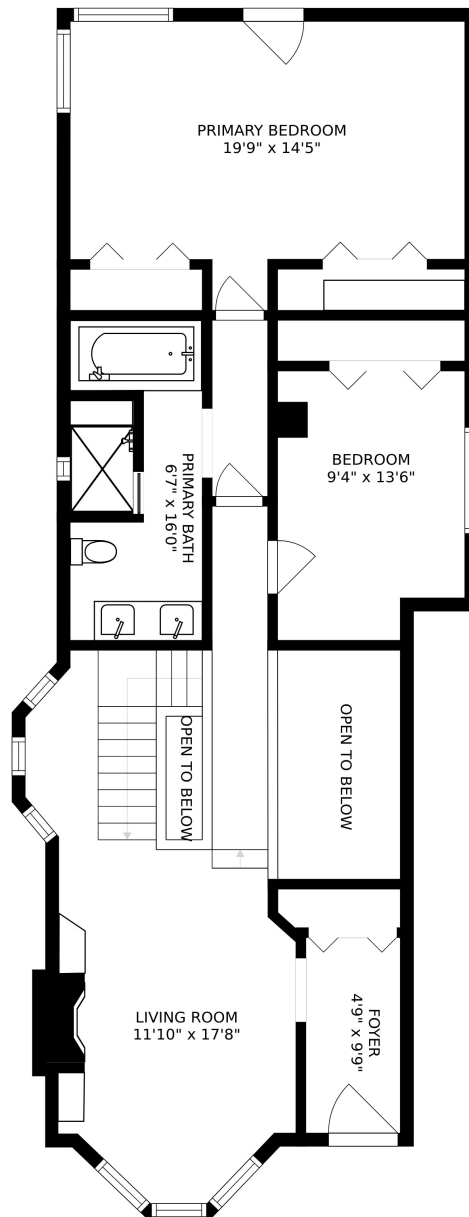 PRIMARY BEDROOM
19'9" x 14'5"
BEDROOM
9'4" x 13'6"
PRIMARY BATH
6'7" x 16'0"
OPEN TO BELOW
OPEN TO BELOW
LIVING ROOM
11'10" x 17'8"
FOYER
4'9" x 9'9"